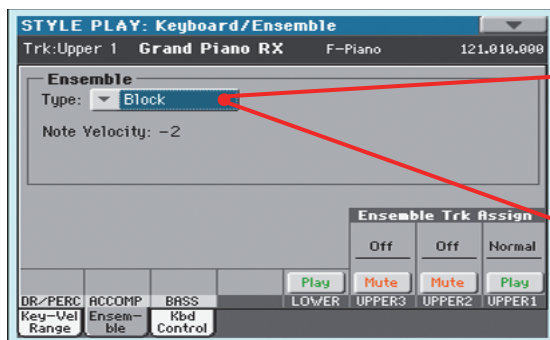 STYLE PLAY: Keyboard/Ensemble
Trk:Upper 1 Grand Piano RX F-Piano 121.010.000
Ensemble
Type: Block
Note Velocity: -2
Ensemble Trk Assign
Off Off Normal
Play Mute Mute Play
DR/PERC ACCOMP BASS LOWER UPPER3 UPPER2 UPPER1
Key-Vel Ensem- Kbd
Range ble Control